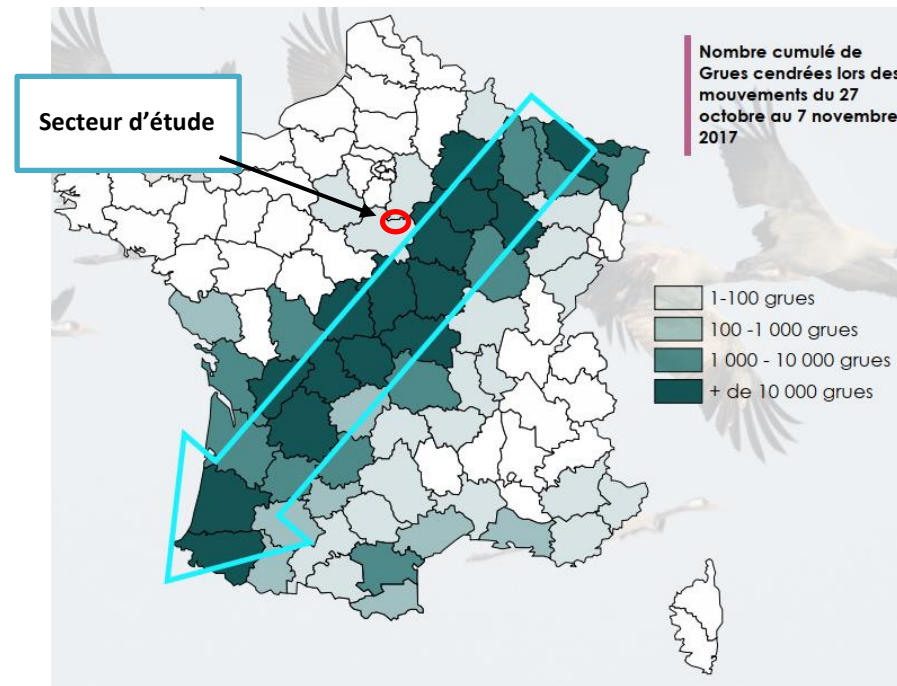 Nombre cumulé de
Grues cendrées lors des
mouvements du 27
octobre au 7 novembre
2017
Secteur d'étude
1-100 grues
100 -1 000 grues
1 000 - 10 000 grues
+ de 10 000 grues